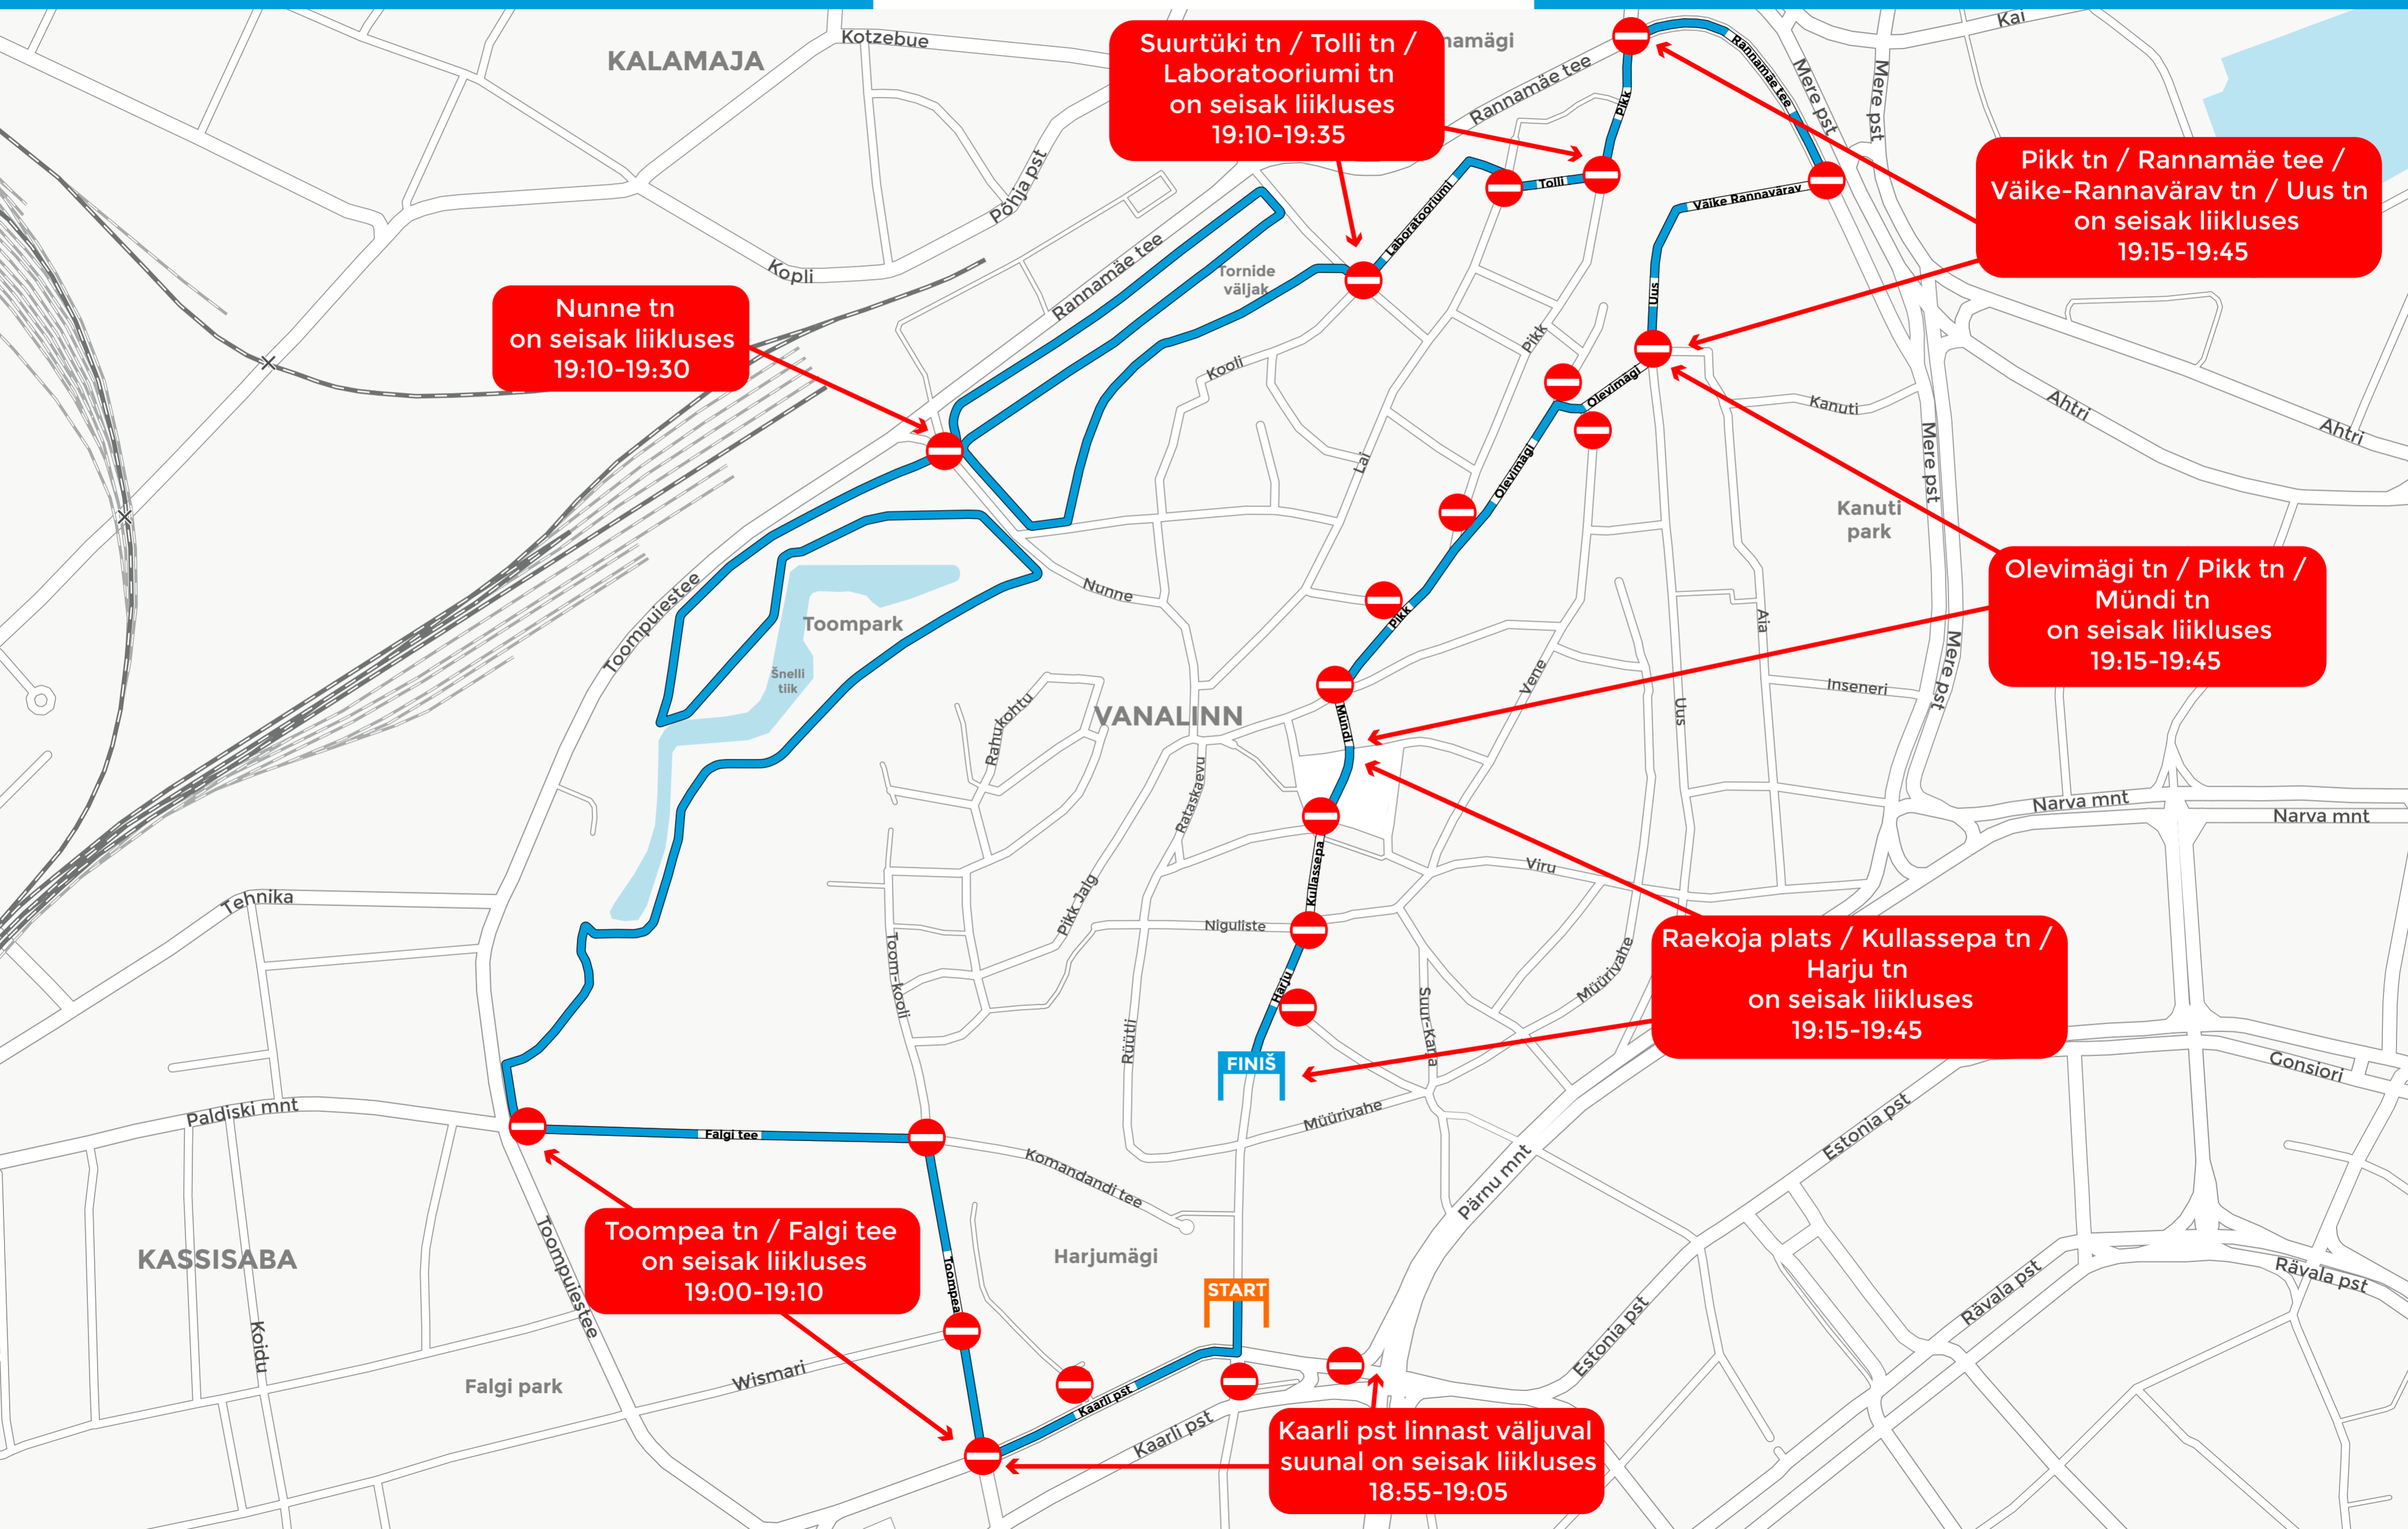 KALAMAJA
Kotzebue
Suurtüki tn / Tolli tn /
Laboratooriumi tn
on seisak liikluses
19:10-19:35
namägi
Rannamäe tee
Pikk
Rannamäe tee
Mere pst
Mere pst
Kai
Pikk tn / Rannamäe tee /
Väike-Rannavärav tn / Uus tn
on seisak liikluses
19:15-19:45
Põhja pst
Kopli
Rannamäe tee
Tornide
väljak
Laboratooriumi
Tolli
Väike Rannavärav
Uus
Nunne tn
on seisak liikluses
19:10-19:30
Kooli
Pikk
Olevimägi
Kanuti
Mere pst
Ahtri
Ahtri
Lai
Olevimägi
Kanuti
park
Olevimägi tn / Pikk tn /
Mündi tn
on seisak liikluses
19:15-19:45
Toompuiestee
Toompark
Šnelli
tiik
Nunne
Pikk
Aia
Vene
Inseneri
Mere pst
Uus
Rahukohtu
VANALINN
Mündi
Rataskaevu
Narva mnt
Narva mnt
Viru
Kullassepa
Tehnika
Pikk Jalg
Niguliste
Toom-kooli
Harju
Müürivahe
Suur-Karja
Rüütli
Raekoja plats / Kullassepa tn /
Harju tn
on seisak liikluses
19:15-19:45
FINIŠ
Gonsiori
Paldiski mnt
Müürivahe
Estonia pst
Falgi tee
Komandandi tee
Pärnu mnt
Toompea tn / Falgi tee
on seisak liikluses
19:00-19:10
KASSISABA
Toompuiestee
Toompea
Harjumägi
START
Rävala pst
Rävala pst
Koidu
Estonia pst
Falgi park
Wismari
Kaarli pst
Kaarli pst
Kaarli pst linnast väljuval
suunal on seisak liikluses
18:55-19:05